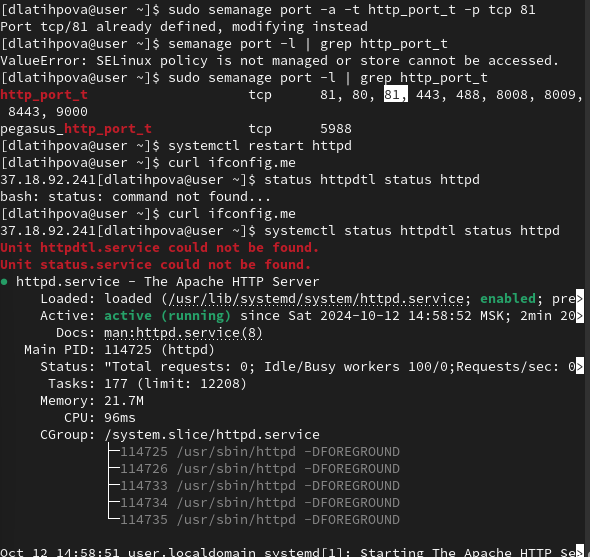 [dlatihpova@user ~]$ sudo semanage port -a -t http_port_t -p tcp 81
Port tcp/81 already defined, modifying instead
[dlatihpova@user ~]$ semanage port -l | grep http_port_t
ValueError: SELinux policy is not managed or store cannot be accessed.
[dlatihpova@user ~]$ sudo semanage port -l | grep http_port_t
http_port_t                    tcp      81, 80, 81, 443, 488, 8008, 8009,
 8443, 9000
pegasus_http_port_t            tcp      5988
[dlatihpova@user ~]$ systemctl restart httpd
[dlatihpova@user ~]$ curl ifconfig.me
37.18.92.241[dlatihpova@user ~]$ status httpdtl status httpd
bash: status: command not found...
[dlatihpova@user ~]$ curl ifconfig.me
37.18.92.241[dlatihpova@user ~]$ systemctl status httpdtl status httpd
Unit httpdtl.service could not be found.
Unit status.service could not be found.
● httpd.service - The Apache HTTP Server
     Loaded: loaded (/usr/lib/systemd/system/httpd.service; enabled; pre>
     Active: active (running) since Sat 2024-10-12 14:58:52 MSK; 2min 20>
       Docs: man:httpd.service(8)
   Main PID: 114725 (httpd)
     Status: "Total requests: 0; Idle/Busy workers 100/0;Requests/sec: 0>
      Tasks: 177 (limit: 12208)
     Memory: 21.7M
        CPU: 96ms
     CGroup: /system.slice/httpd.service
             ├─114725 /usr/sbin/httpd -DFOREGROUND
             ├─114726 /usr/sbin/httpd -DFOREGROUND
             ├─114733 /usr/sbin/httpd -DFOREGROUND
             ├─114734 /usr/sbin/httpd -DFOREGROUND
             └─114735 /usr/sbin/httpd -DFOREGROUND
Oct 12 14:58:51 user.localdomain systemd[1]: Starting The Apache HTTP Se>